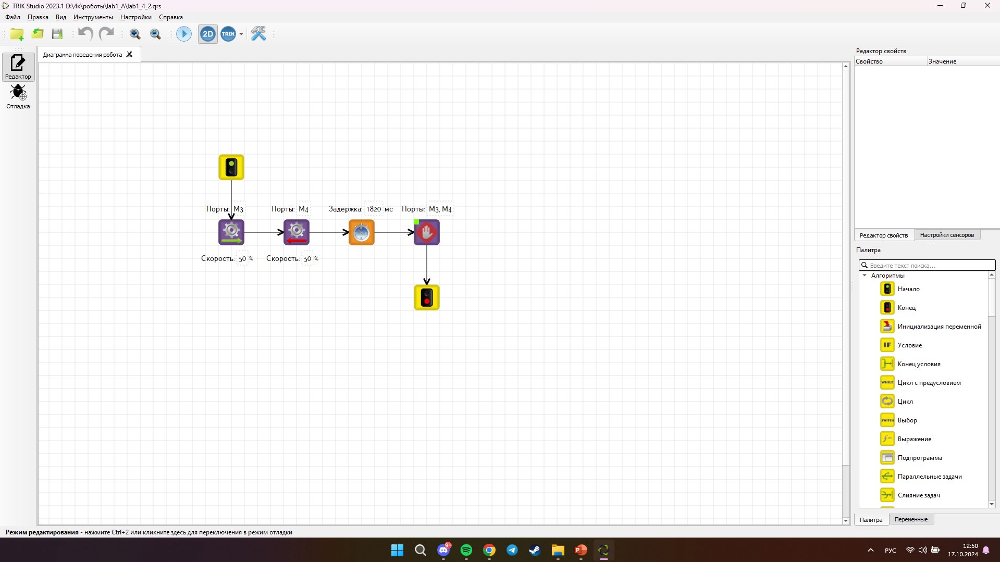 TRIK Studio 2023.1 D:\4к\роботы\lab1_A\lab1_4_2.qrs
Файл Правка Вид Инструменты Настройки Справка
2D TRIK
Диаграмма поведения робота
Редактор
Отладка
Порты: M3 Порты: M4 Задержка: 1820 мс Порты: M3, M4
Скорость: 50 % Скорость: 50 %
Редактор свойств
Свойство Значение
Редактор свойств Настройки сенсоров
Палитра
Введите текст поиска...
Алгоритмы
Начало
Конец
Инициализация переменной
IF Условие
Конец условия
WHILE Цикл с предусловием
Цикл
SWITCH Выбор
f= Выражение
Подпрограмма
Параллельные задачи
Слияние задач
Палитра Переменные
Режим редактирования - нажмите Ctrl+2 или кликните здесь для переключения в режим отладки
9+
P
РУС
12:50
17.10.2024